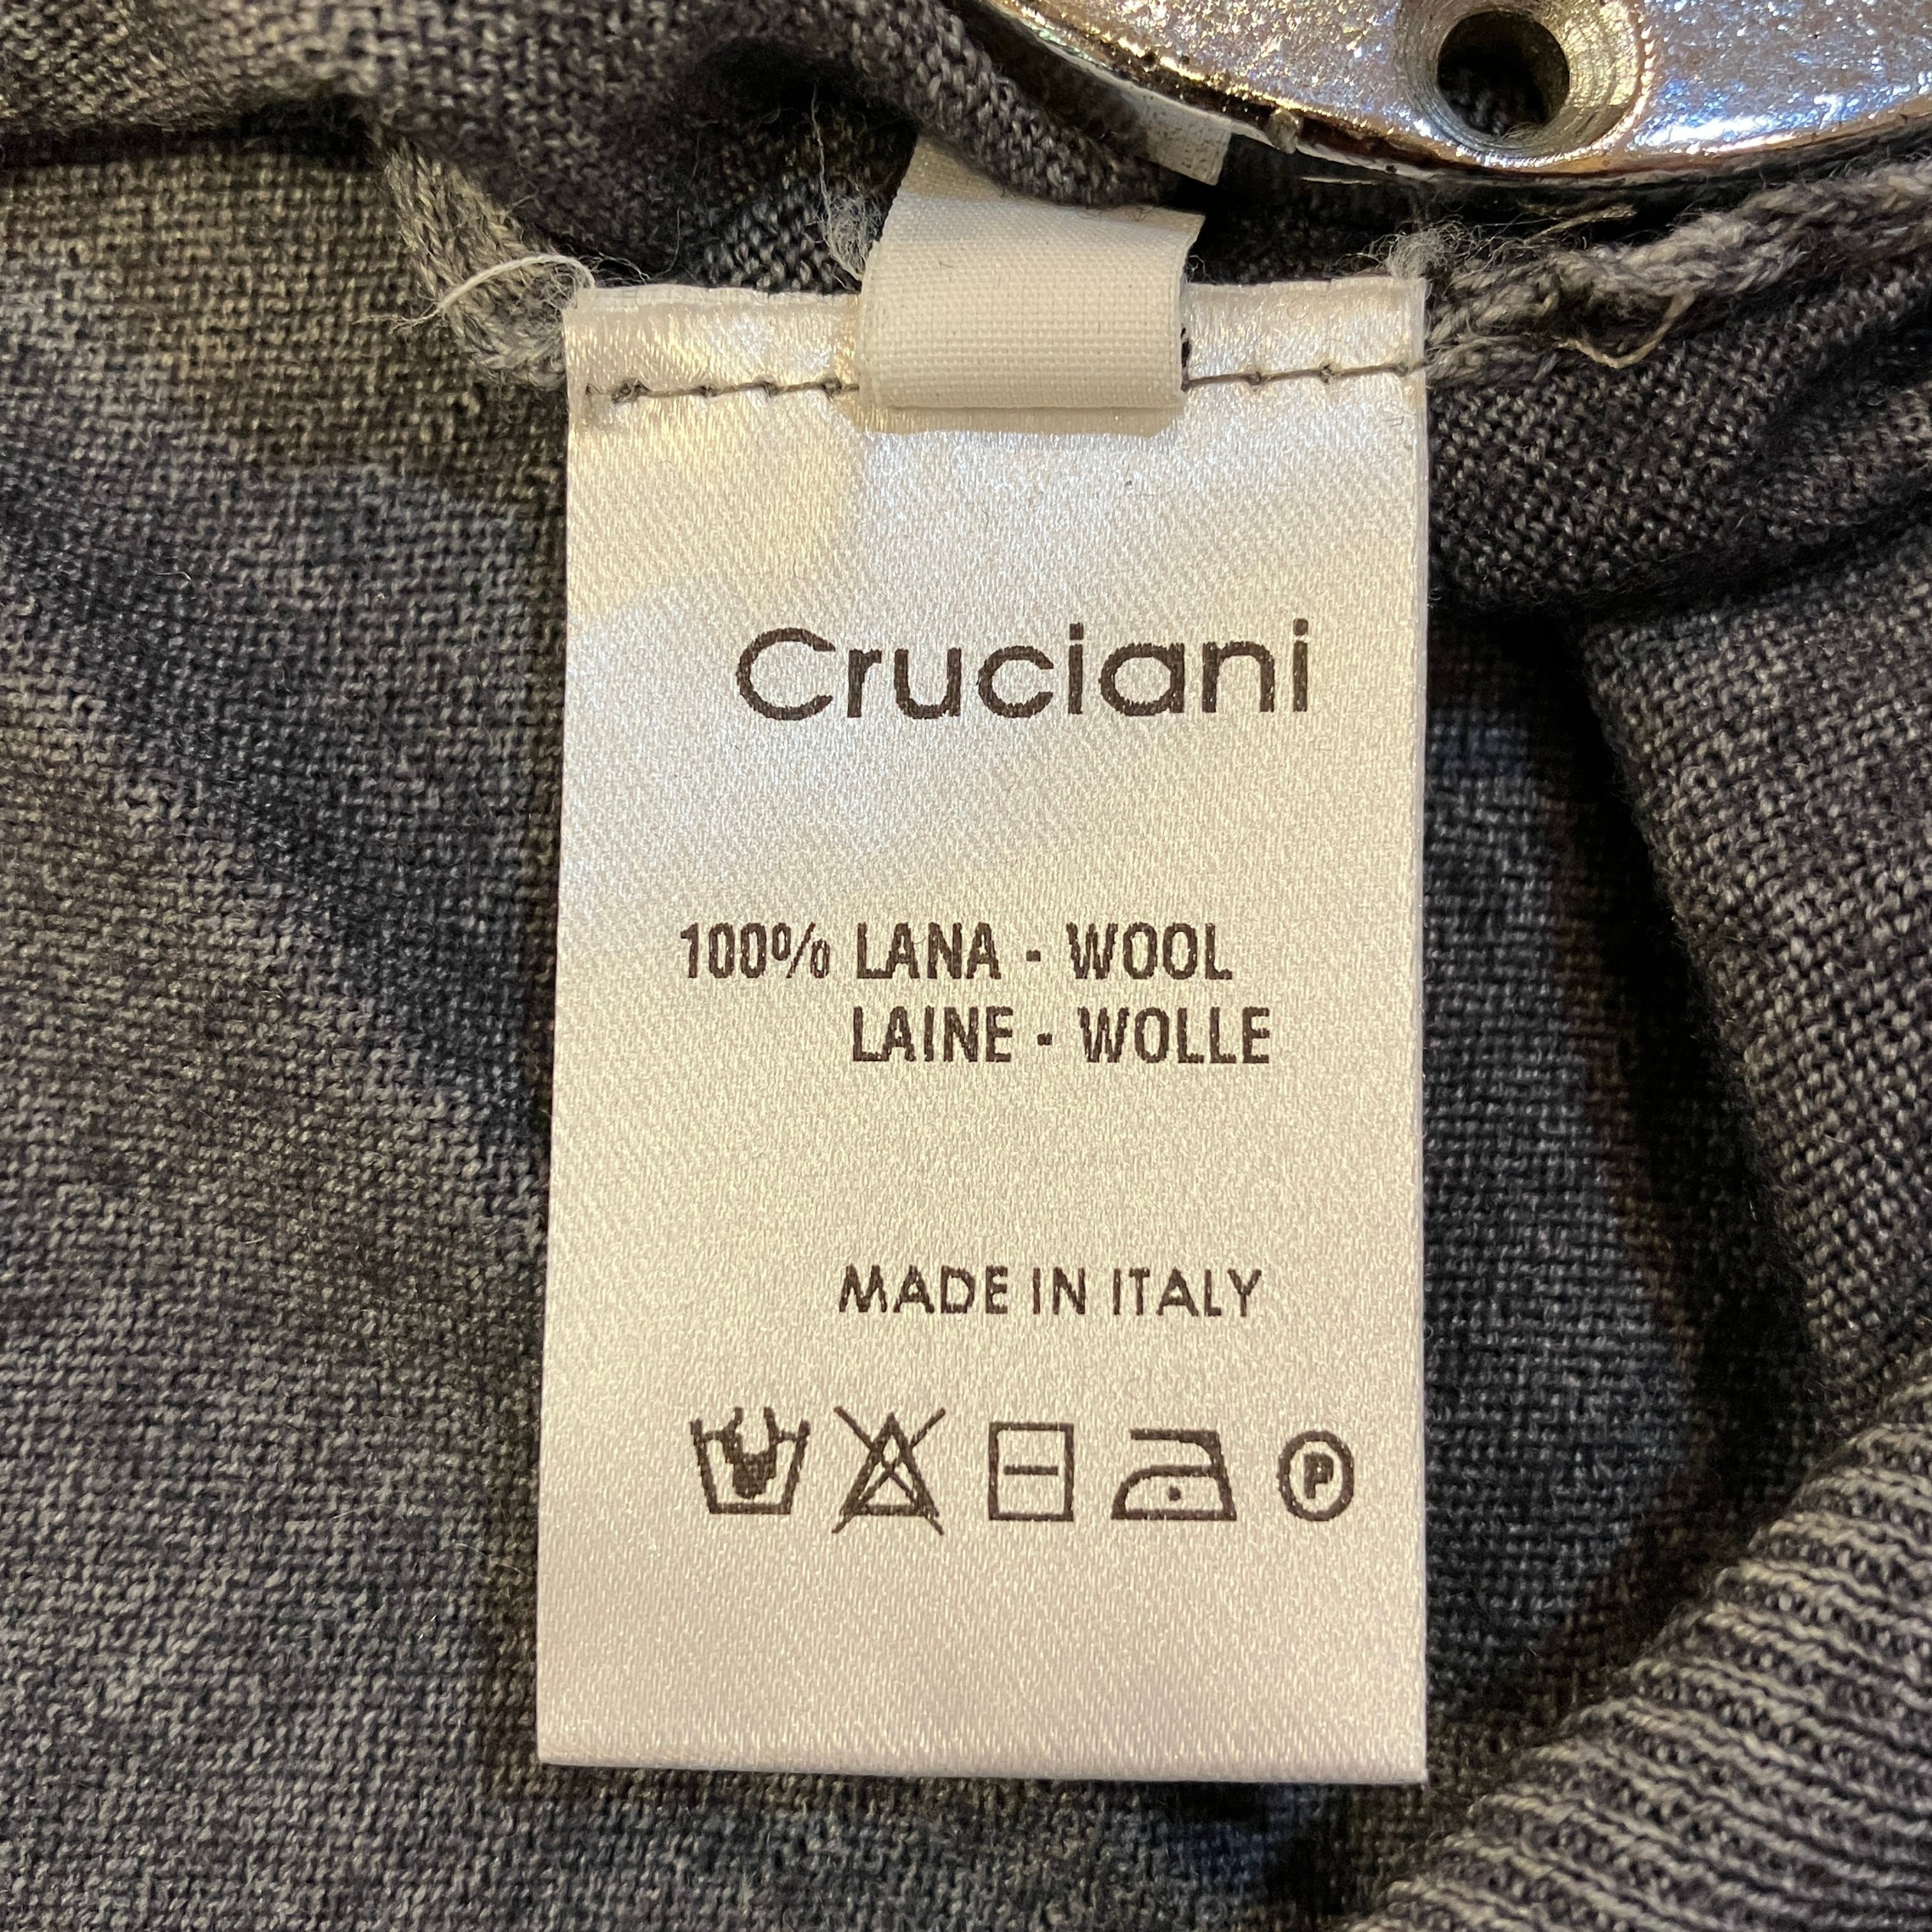 Cruciani
100% LANA - WOOL
LAINE - WOLLE
MADE IN ITALY
P